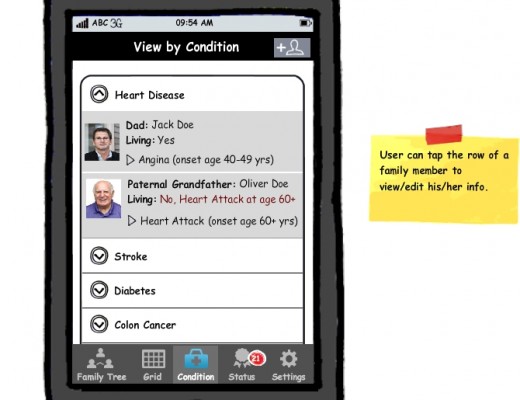 ABC 3G 09:54 AM
View by Condition
Heart Disease
Dad: Jack Doe
Living: Yes
Angina (onset age 40-49 yrs)
Paternal Grandfather: Oliver Doe
Living: No, Heart Attack at age 60+
Heart Attack (onset age 60+ yrs)
Stroke
Diabetes
Colon Cancer
21
Family Tree Grid Condition Status Settings
User can tap the row of a
family member to
view/edit his/her info.